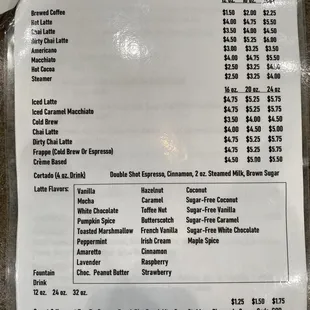 Brewed Coffee $1.50 $2.00 $2.25
Hot Latte $4.00 $4.75 $5.50
Chai Latte $3.50 $4.00 $4.50
Dirty Chai Latte $4.50 $5.25 $6.00
Americano $3.00 $3.25 $3.50
Macchiato $4.00 $4.75 $5.50
Hot Cocoa $2.50 $3.25
Steamer $2.50 $3.25 $4.00
16 oz. 20 oz. 24 oz
Iced Latte $4.75 $5.25 $5.75
Iced Caramel Macchiato $4.75 $5.25 $5.75
Cold Brew $3.50 $4.00 $4.50
Chai Latte $4.00 $4.50 $5.00
Dirty Chai Latte $4.75 $5.25 $5.75
Frappe (Cold Brew Or Espresso) $4.75 $5.25 $5.75
Crème Based $4.50 $5.00 $5.50
Cortado (4 oz. Drink) Double Shot Espresso, Cinnamon, 2 oz. Steamed Milk, Brown Sugar
Latte Flavors: Vanilla Hazelnut Coconut
Mocha Caramel Sugar-Free Coconut
White Chocolate Toffee Nut Sugar-Free Vanilla
Pumpkin Spice Butterscotch Sugar-Free Caramel
Toasted Marshmallow French Vanilla Sugar-Free White Chocolate
Peppermint Irish Cream Maple Spice
Amaretto Cinnamon
Lavender Raspberry
Choc. Peanut Butter Strawberry
Fountain
Drink
12 oz. 24 oz. 32 oz.
$1.25 $1.50 $1.75